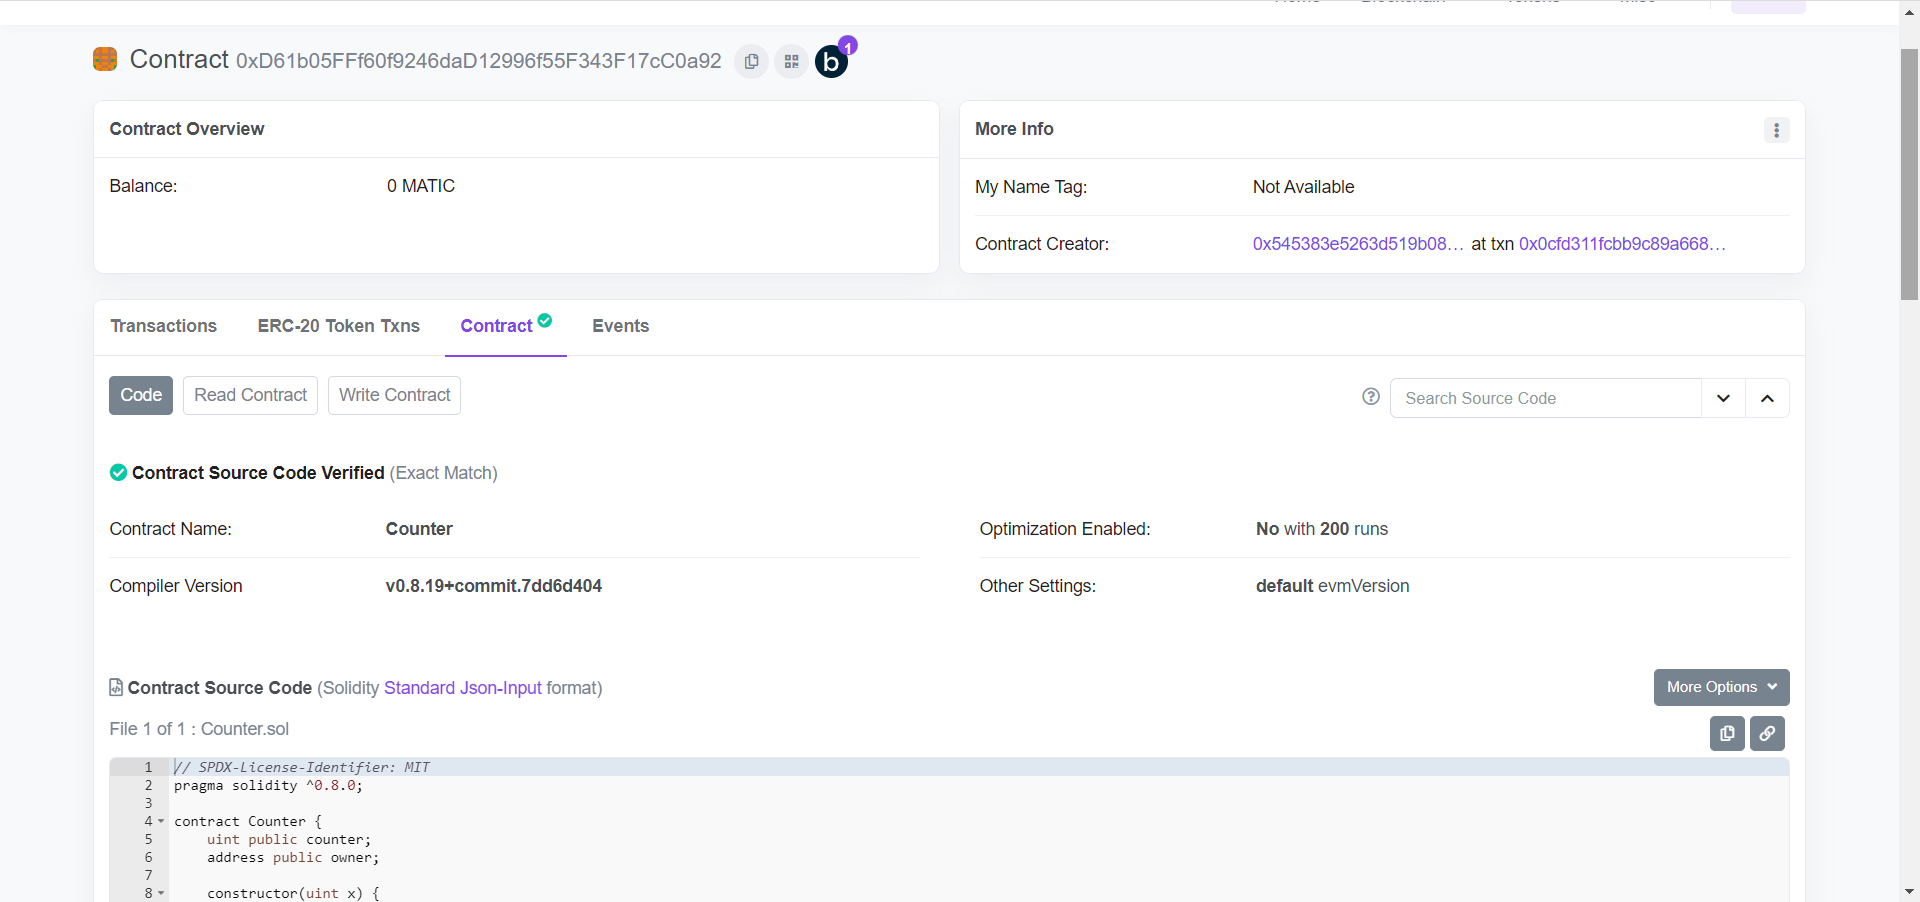 Contract 0xD61b05FFf60f9246daD12996f55F343F17cC0a92 b 1
Contract Overview
Balance: 0 MATIC
More Info
My Name Tag: Not Available
Contract Creator: 0x545383e5263d519b08... at txn 0x0cfd311fcbb9c89a668...
Transactions ERC-20 Token Txns Contract Events
Code Read Contract Write Contract Search Source Code
Contract Source Code Verified (Exact Match)
Contract Name: Counter Optimization Enabled: No with 200 runs
Compiler Version v0.8.19+commit.7dd6d404 Other Settings: default evmVersion
Contract Source Code (Solidity Standard Json-Input format) More Options
File 1 of 1 : Counter.sol
1 // SPDX-License-Identifier: MIT
2 pragma solidity ^0.8.0;
3
4 contract Counter {
5 uint public counter;
6 address public owner;
7
8 constructor(uint x) {